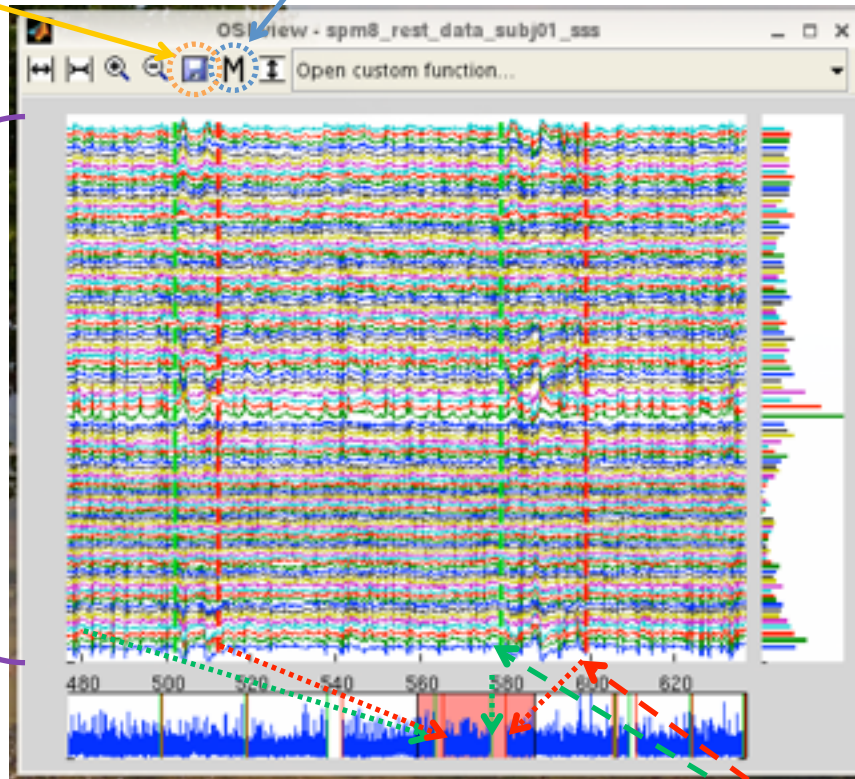 OSLview - spm8_rest_data_subj01_sss
M Open custom function...
480 500 520 540 560 580 600 620